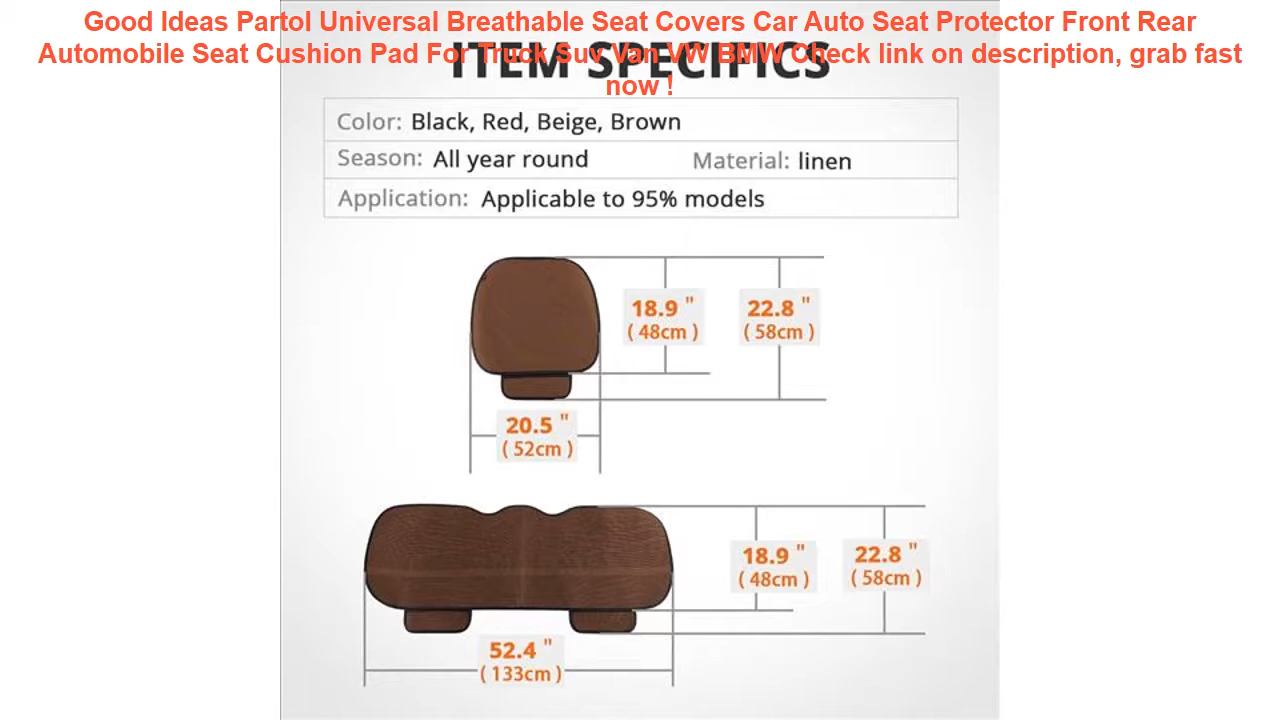 Good Ideas Partol Universal Breathable Seat Covers Car Auto Seat Protector Front Rear
Automobile Seat Cushion Pad For Truck Suv Van VW BMW Check link on description, grab fast
now !
ITEM SPECIFICS
Color: Black, Red, Beige, Brown
Season: All year round Material: linen
Application: Applicable to 95% models
18.9 " 22.8 "
( 48cm ) ( 58cm )
20.5 "
( 52cm )
18.9 " 22.8 "
( 48cm ) ( 58cm )
52.4 "
( 133cm )